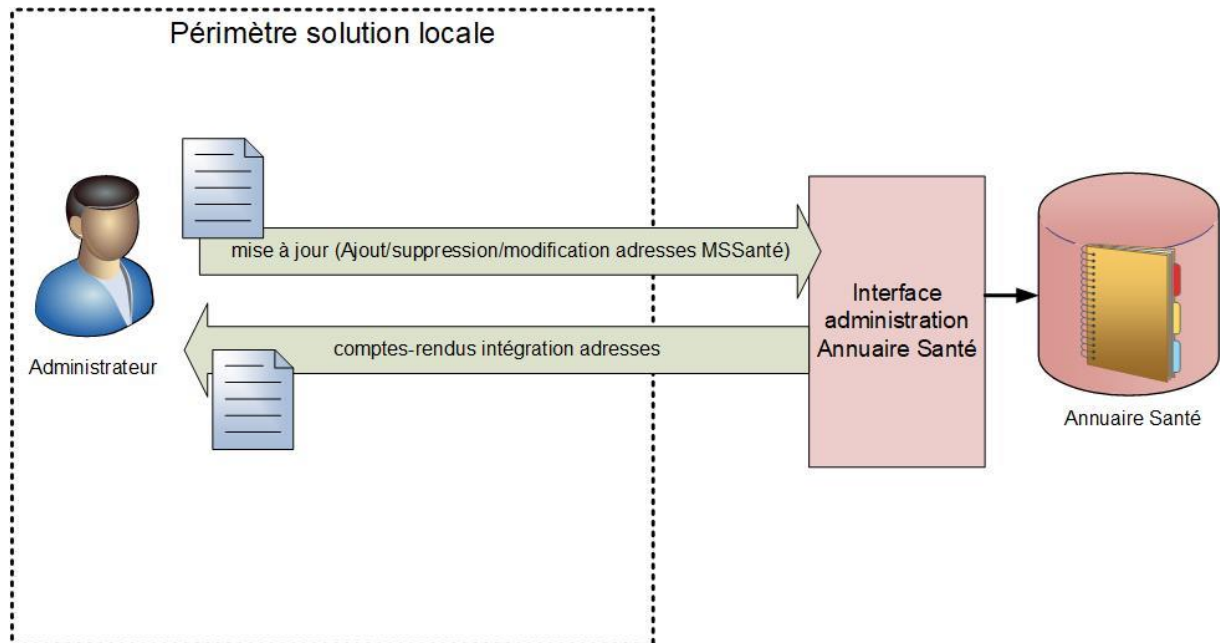 Périmètre solution locale
mise à jour (Ajout/suppression/modification adresses MSSanté)
Interface
administration
Annuaire Santé
comptes-rendus intégration adresses
Administrateur
Annuaire Santé